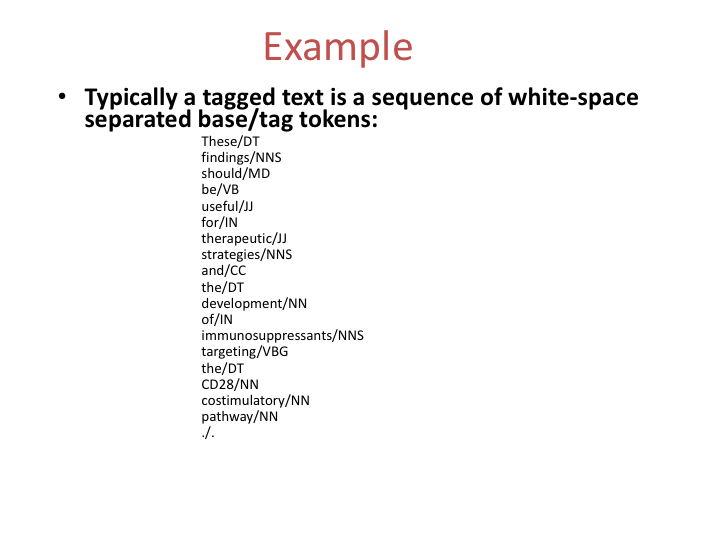 Example
• Typically a tagged text is a sequence of white-space
separated base/tag tokens:
These/DT
findings/NNS
should/MD
be/VB
useful/JJ
for/IN
therapeutic/JJ
strategies/NNS
and/CC
the/DT
development/NN
of/IN
immunosuppressants/NNS
targeting/VBG
the/DT
CD28/NN
costimulatory/NN
pathway/NN
./.